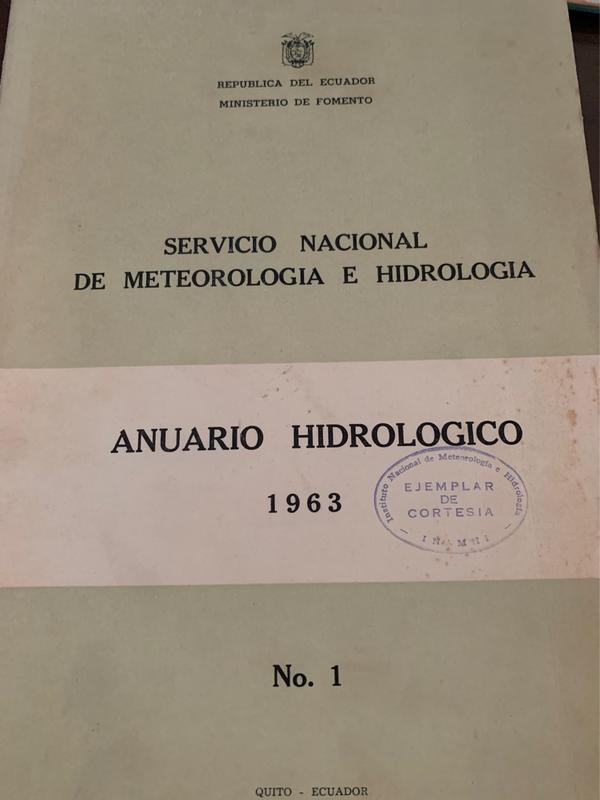 REPUBLICA DEL ECUADOR
MINISTERIO DE FOMENTO
SERVICIO NACIONAL
DE METEOROLOGIA E HIDROLOGIA
ANUARIO HIDROLOGICO
1963
Instituto Nacional de Meteorología e Hidrología
EJEMPLAR
DE
CORTESIA
— INAMHI —
No. 1
QUITO - ECUADOR